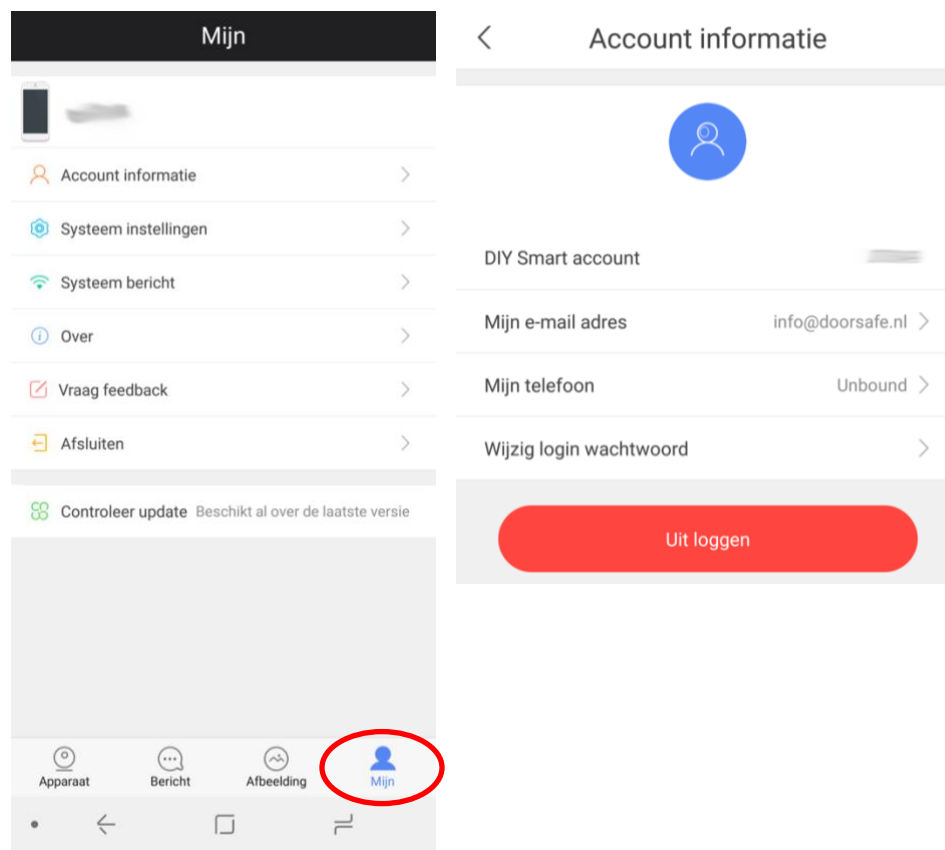 Mijn
Account informatie
Systeem instellingen
Systeem bericht
Over
Vraag feedback
Afsluiten
Controleer update Beschikt al over de laatste versie
Apparaat Bericht Afbeelding Mijn
Account informatie
DIY Smart account
Mijn e-mail adres info@doorsafe.nl
Mijn telefoon Unbound
Wijzig login wachtwoord
Uit loggen